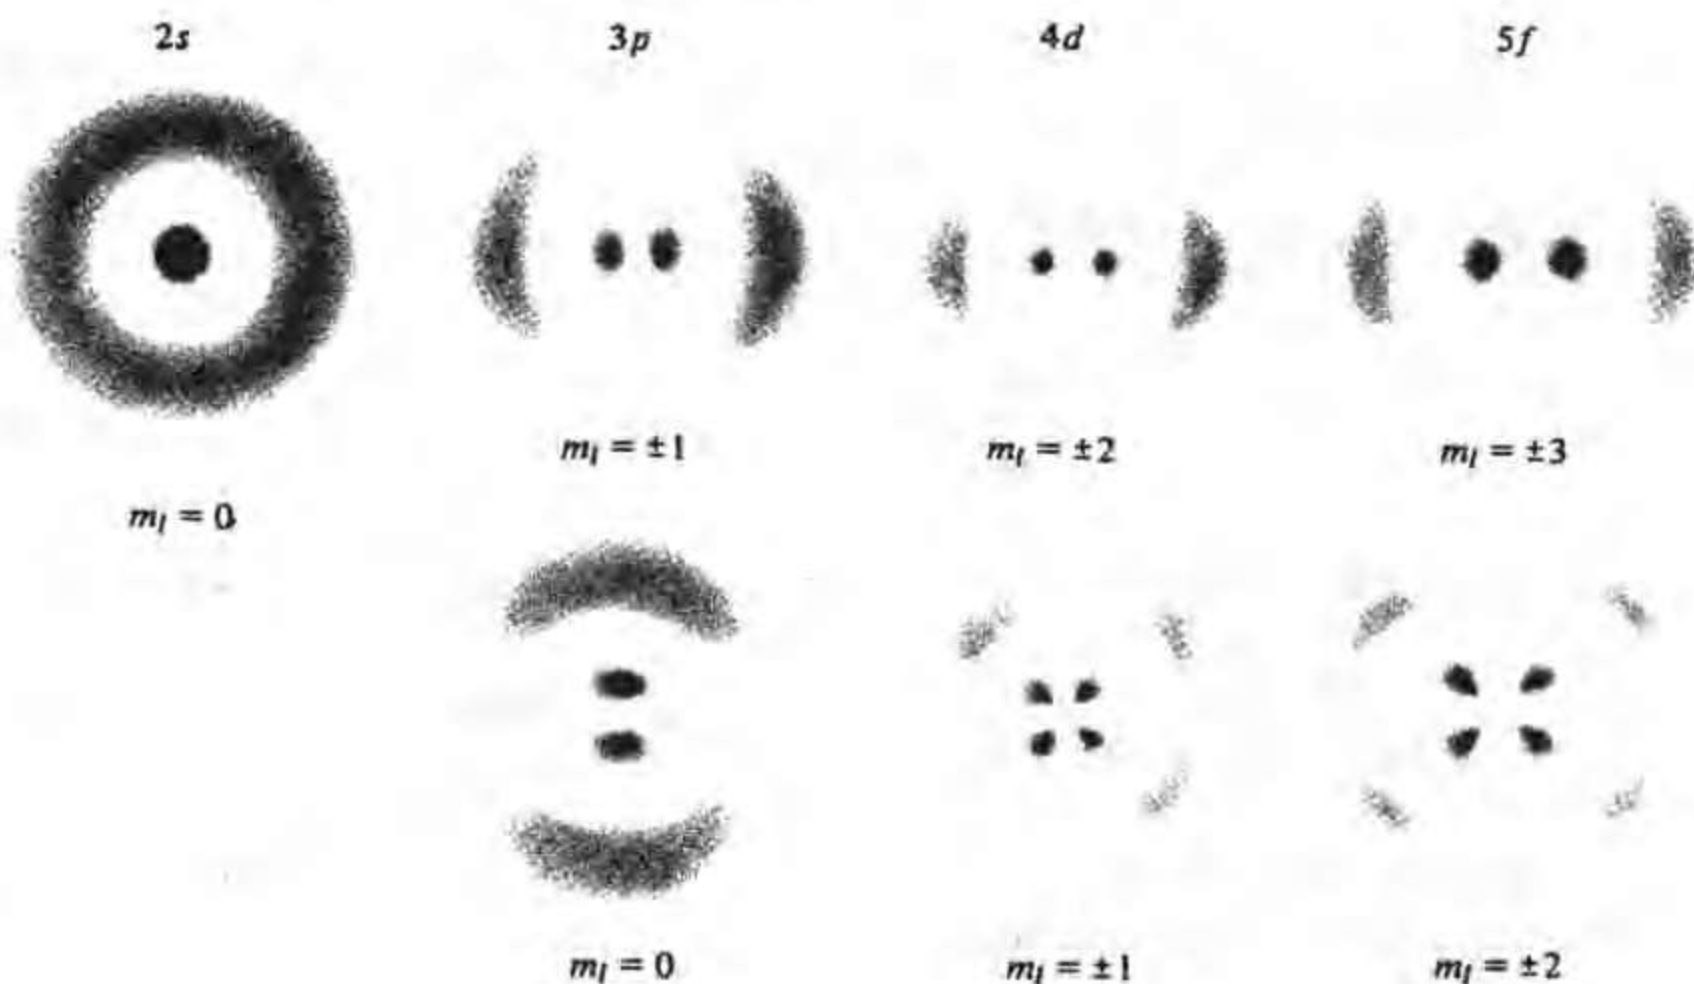 2s 3p 4d 5f
m_l = ±1 m_l = ±2 m_l = ±3
m_l = 0
m_l = 0 m_l = ±1 m_l = ±2